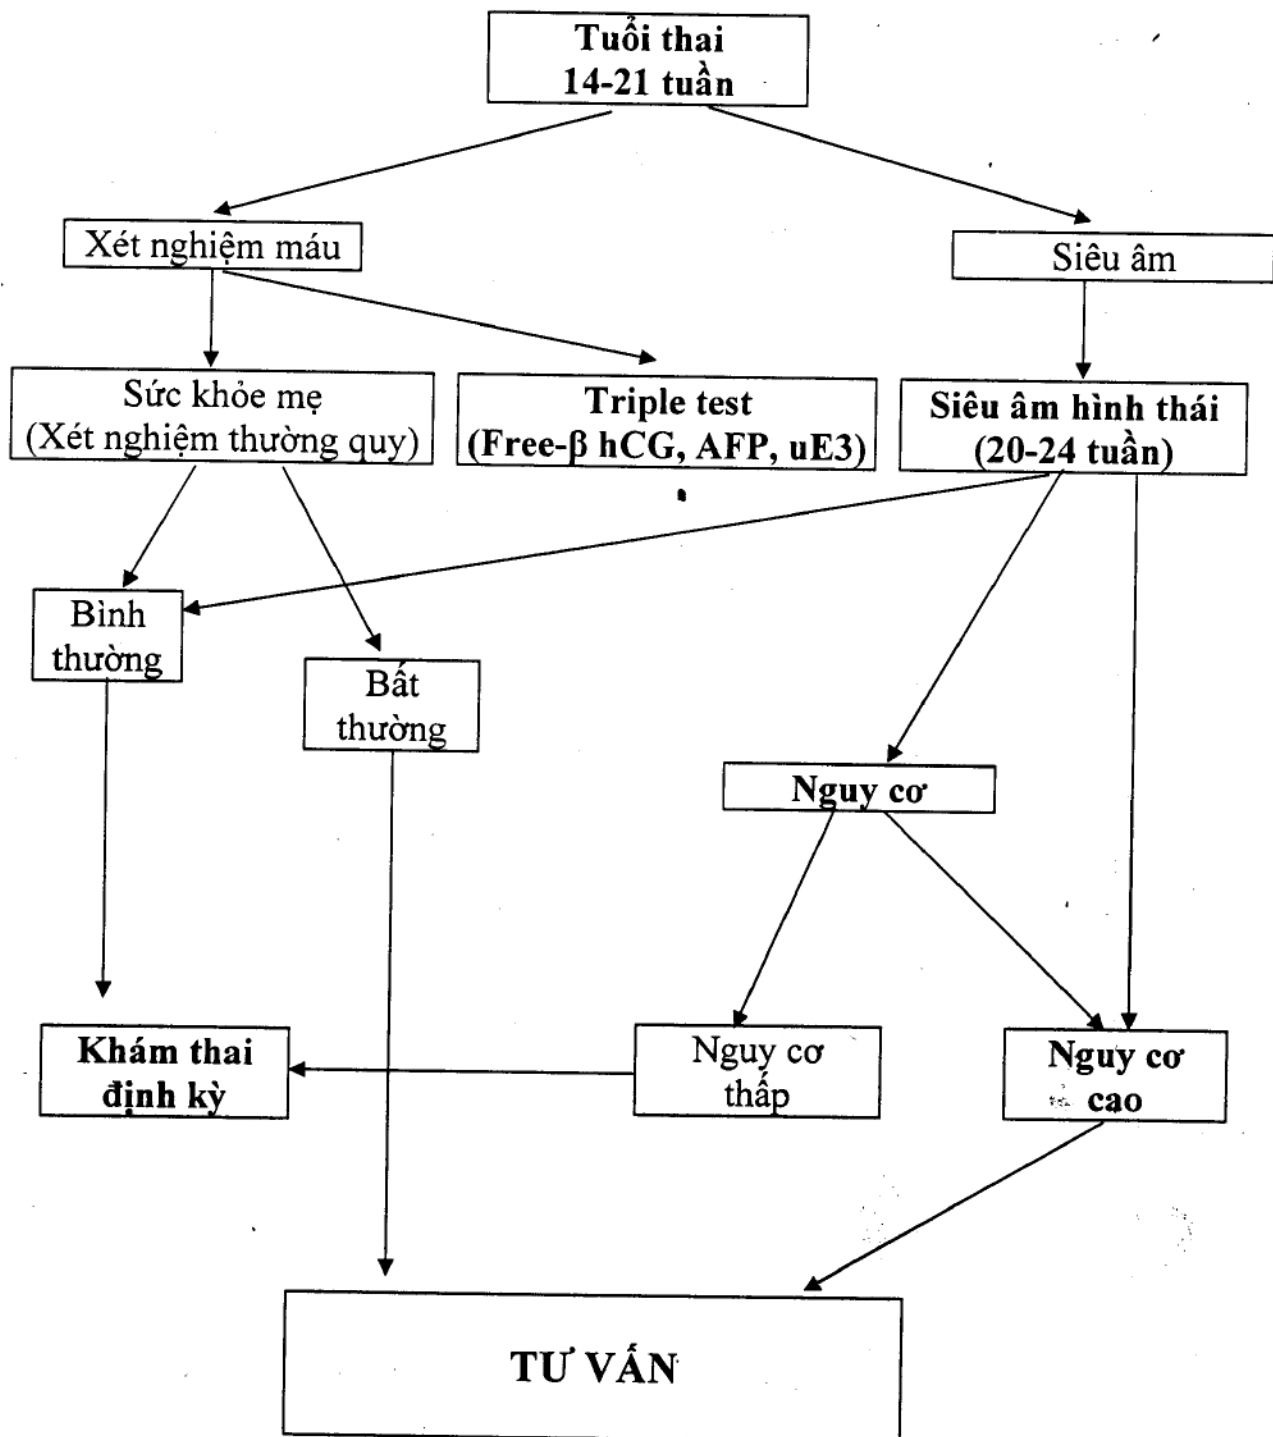 Tuổi thai
14-21 tuần
Xét nghiệm máu
Siêu âm
Sức khỏe mẹ
(Xét nghiệm thường quy)
Triple test
(Free-β hCG, AFP, uE3)
Siêu âm hình thái
(20-24 tuần)
Bình
thường
Bất
thường
Nguy cơ
Khám thai
định kỳ
Nguy cơ
thấp
Nguy cơ
cao
TƯ VẤN